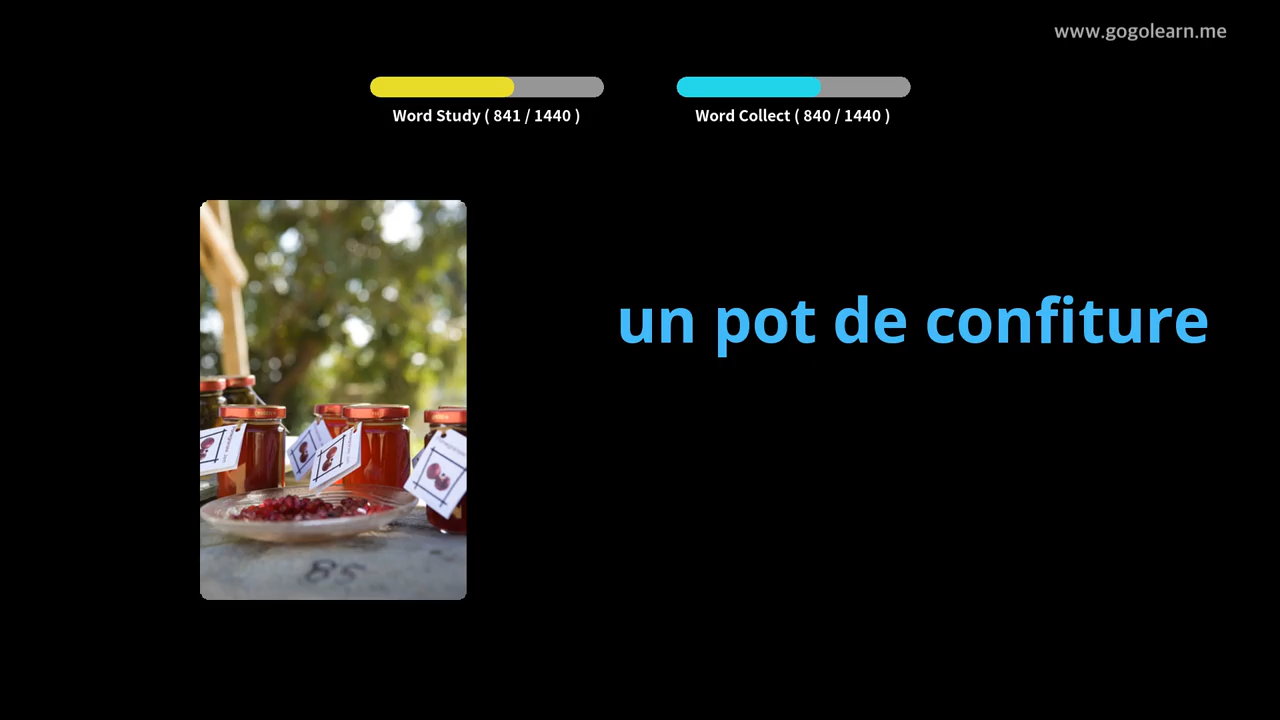 www.gogolearn.me
Word Study ( 841 / 1440 )
Word Collect ( 840 / 1440 )
un pot de confiture
85